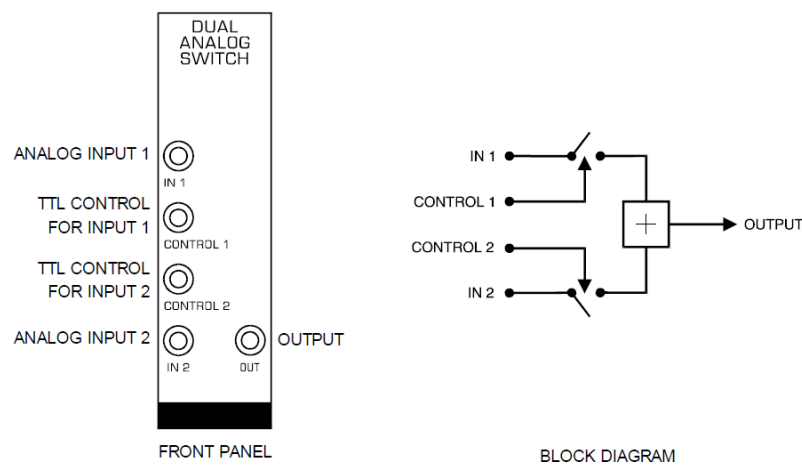 DUAL
ANALOG
SWITCH
ANALOG INPUT 1
IN 1
TTL CONTROL
FOR INPUT 1
CONTROL 1
TTL CONTROL
FOR INPUT 2
CONTROL 2
ANALOG INPUT 2
IN 2
OUT
OUTPUT
FRONT PANEL
IN 1
CONTROL 1
CONTROL 2
IN 2
+
OUTPUT
BLOCK DIAGRAM